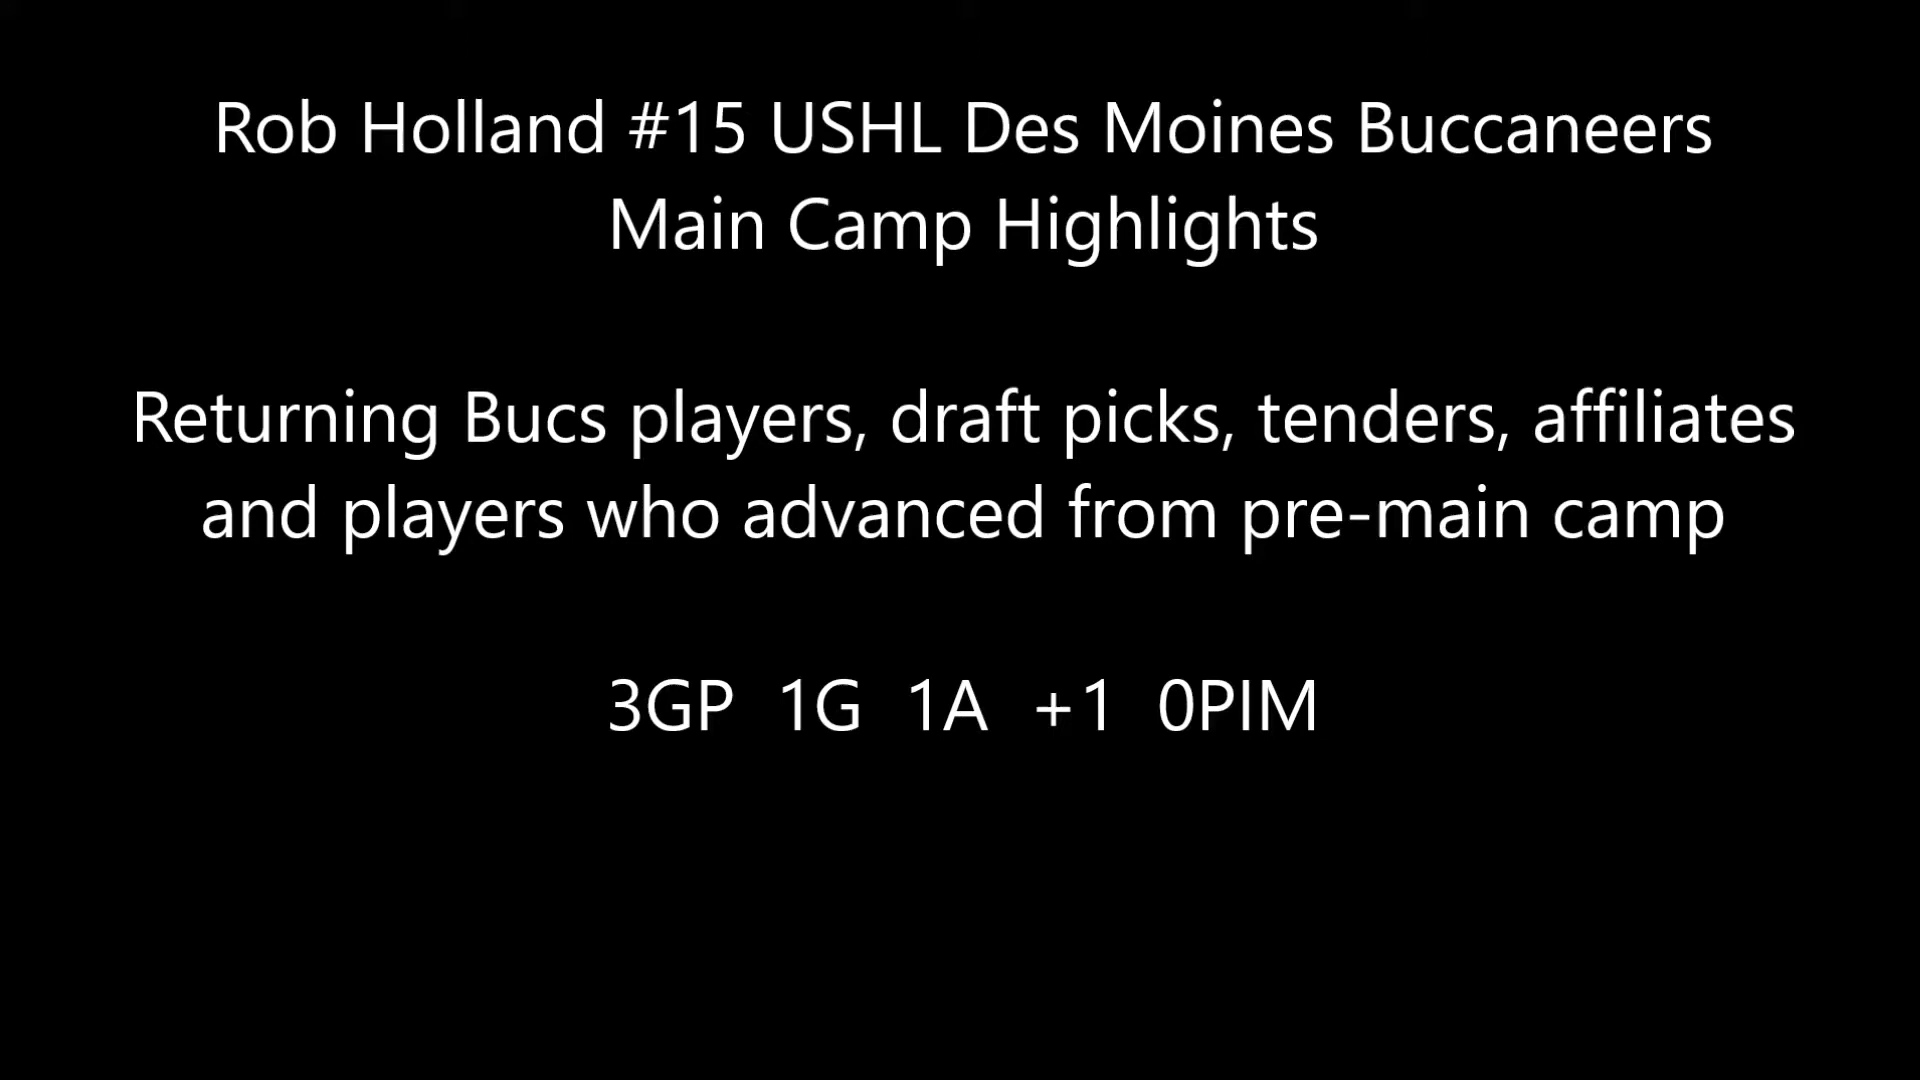 Rob Holland #15 USHL Des Moines Buccaneers
Main Camp Highlights
Returning Bucs players, draft picks, tenders, affiliates
and players who advanced from pre-main camp
3GP 1G 1A +1 0PIM